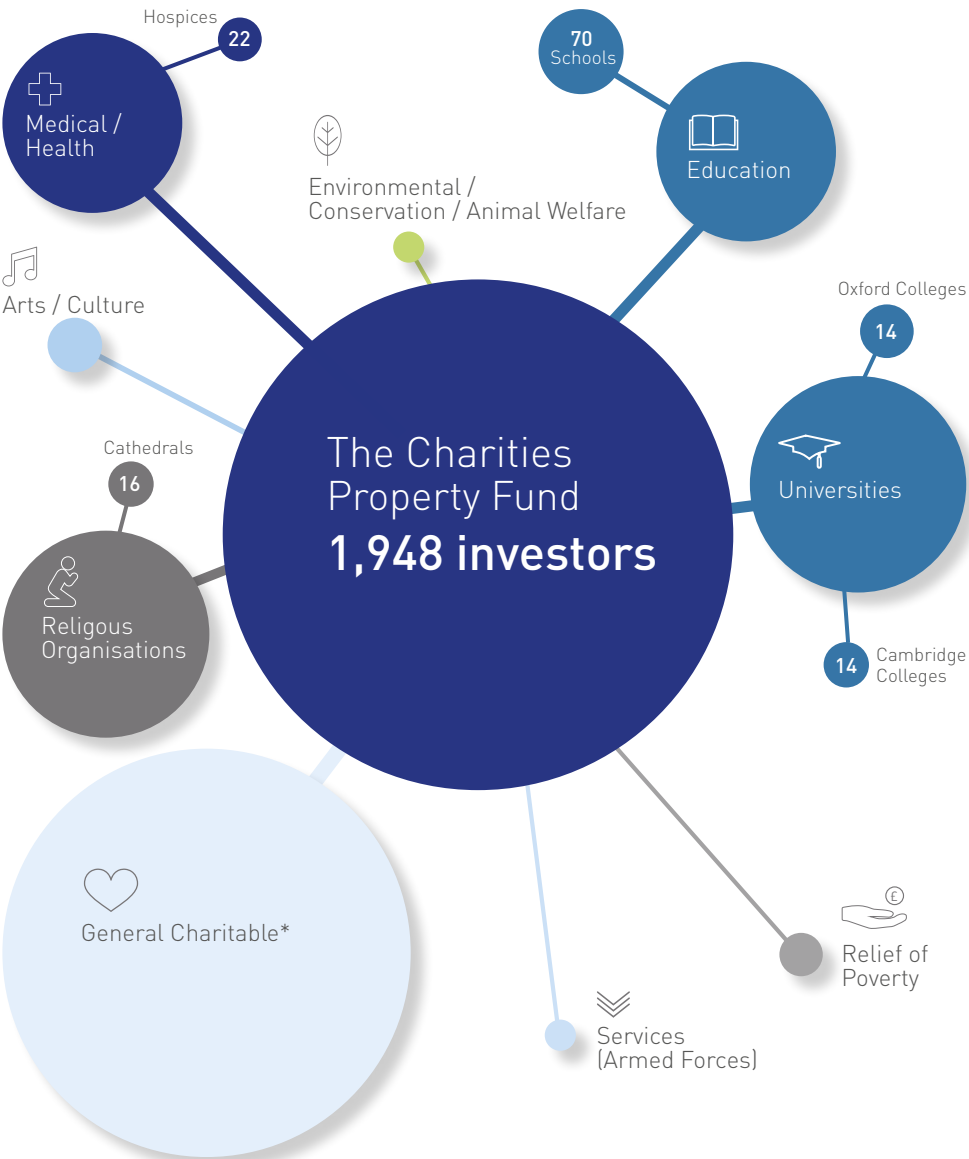 Hospices
22
Medical /
Health
70
Schools
Education
Environmental /
Conservation / Animal Welfare
Arts / Culture
Oxford Colleges
14
Universities
14
Cambridge
Colleges
The Charities
Property Fund
1,948 investors
Cathedrals
16
Religous
Organisations
General Charitable*
£
Relief of
Poverty
Services
(Armed Forces)